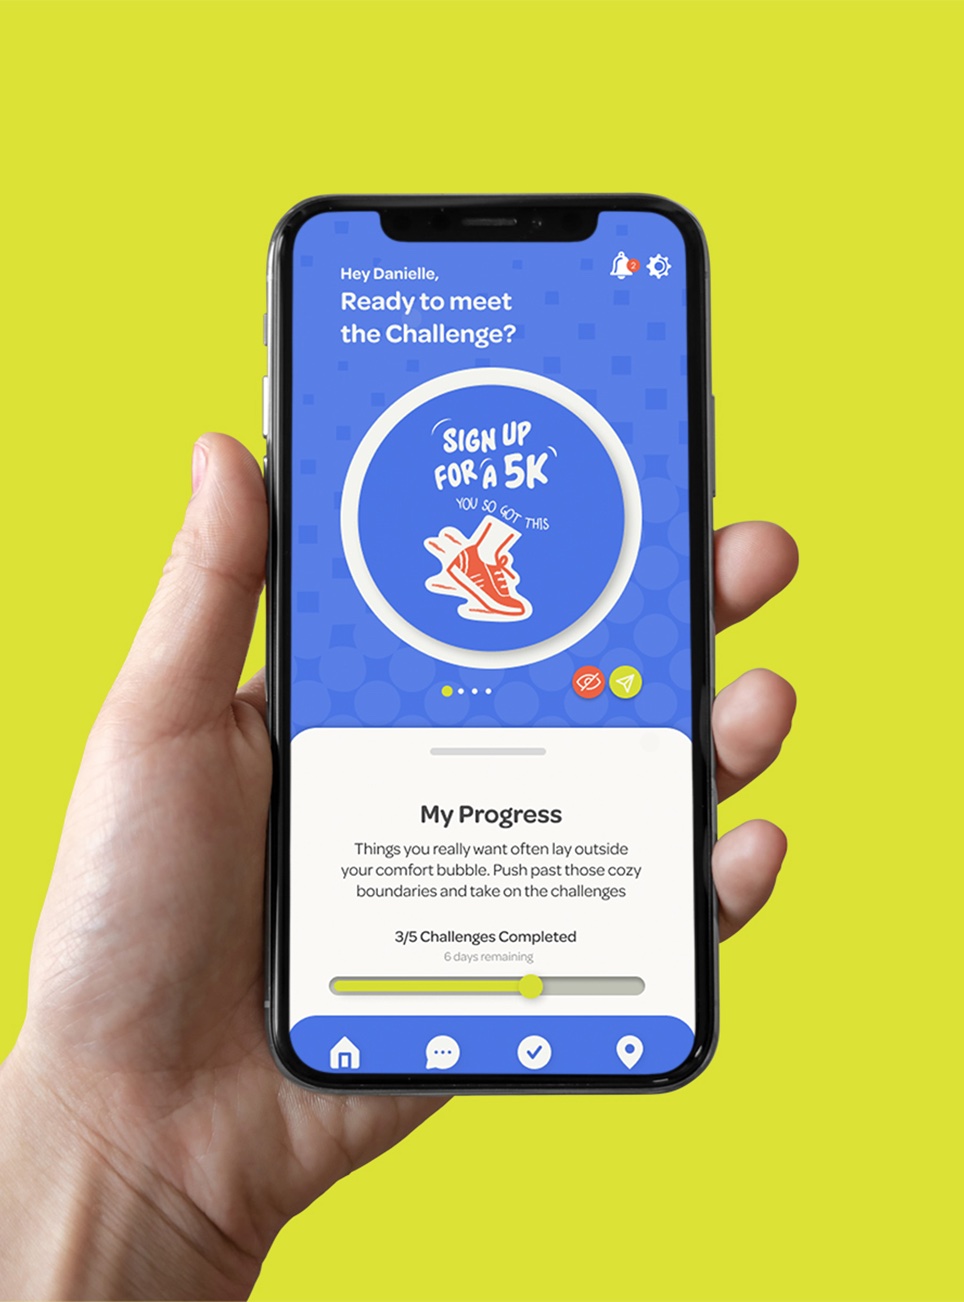 Hey Danielle,
Ready to meet
the Challenge?
2
SIGN UP
FOR A 5K
YOU SO GOT THIS
My Progress
Things you really want often lay outside
your comfort bubble. Push past those cozy
boundaries and take on the challenges
3/5 Challenges Completed
6 days remaining